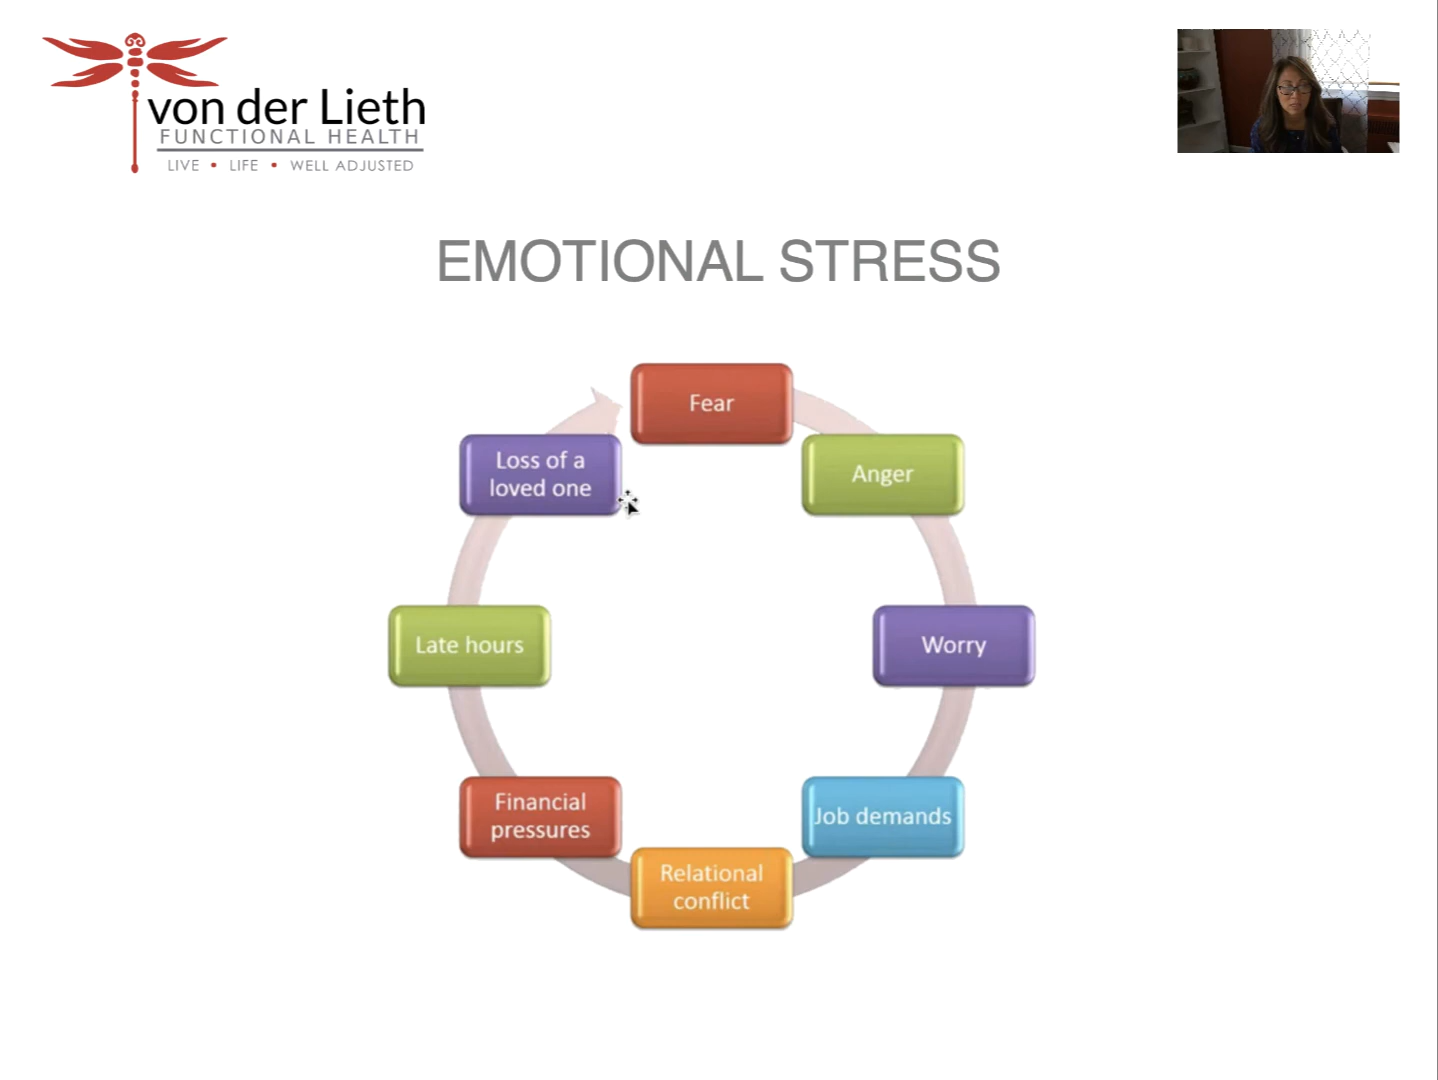 von der Lieth
FUNCTIONAL HEALTH
LIVE • LIFE • WELL ADJUSTED
EMOTIONAL STRESS
Fear
Anger
Worry
Job demands
Relational
conflict
Financial
pressures
Late hours
Loss of a
loved one